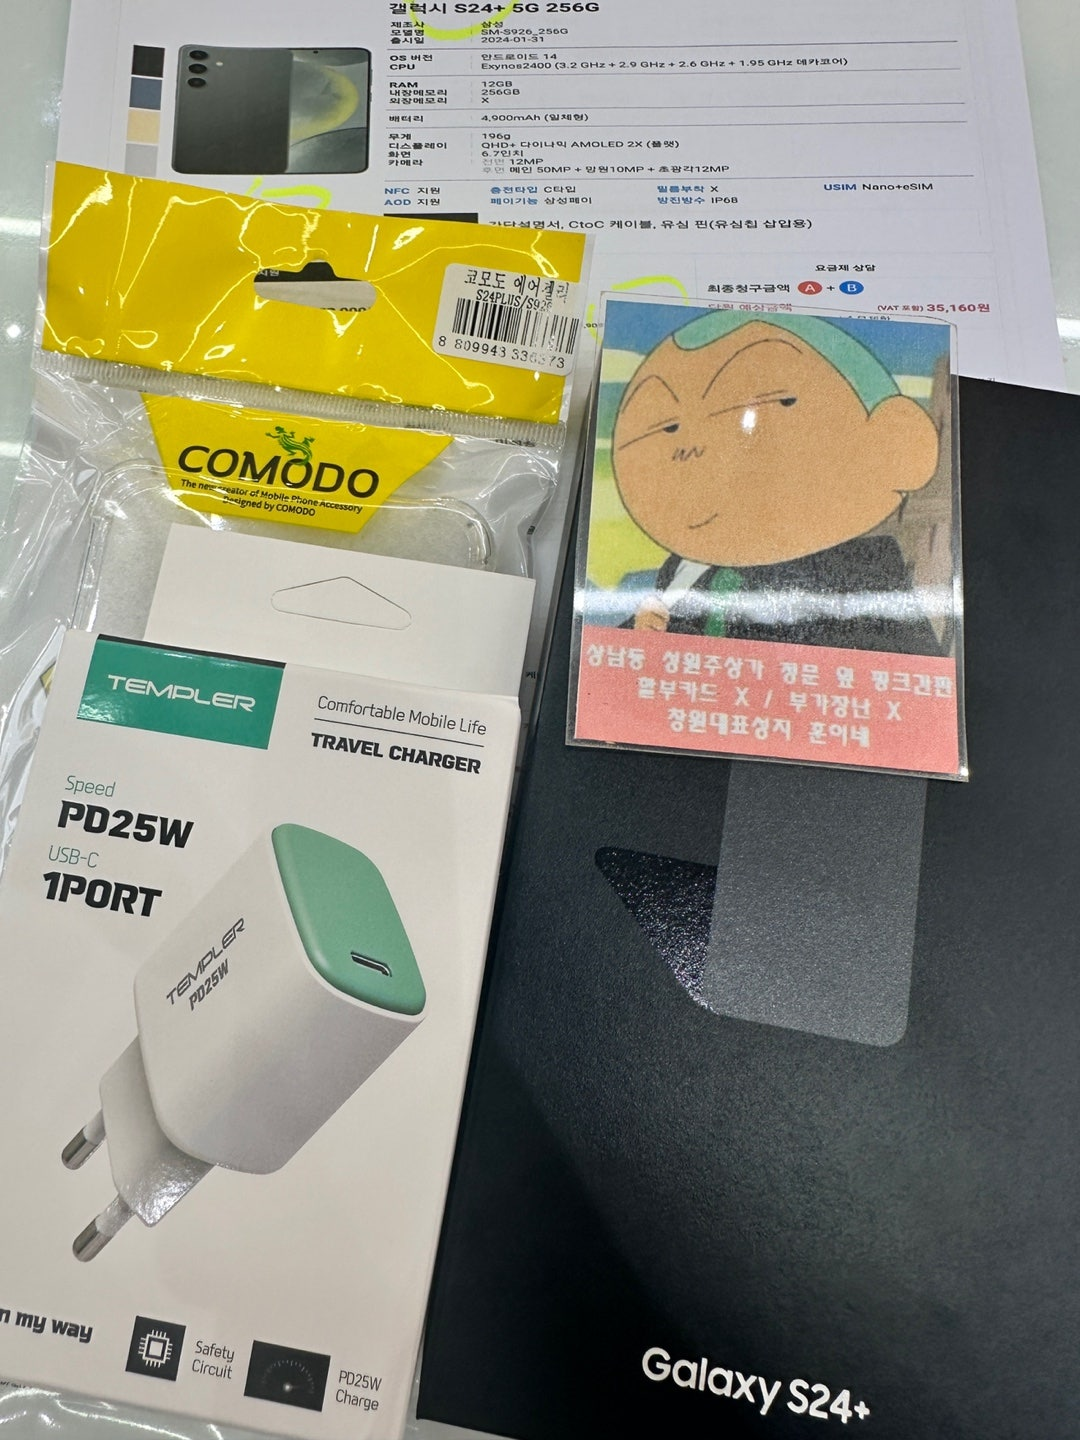 갤럭시 S24+ 5G 256G
제조사 삼성
모델명 SM-S926_256G
출시일 2024-01-31
OS 버전 안드로이드 14
CPU Exynos2400 (3.2 GHz + 2.9 GHz + 2.6 GHz + 1.95 GHz 데카코어)
RAM 12GB
내장메모리 256GB
외장메모리 X
배터리 4,900mAh (일체형)
무게 196g
디스플레이 QHD+ 다이나믹 AMOLED 2X (플랫)
화면 6.7인치
카메라 전면 12MP
후면 메인 50MP + 망원10MP + 초광각12MP
NFC 지원 충전타입 C타입 필름부착 X USIM Nano+eSIM
AOD 지원 페이기능 삼성페이 방진방수 IP68
간단설명서, CtoC 케이블, 유심 핀(유심칩 삽입용)
요금제 상담
최종청구금액 A + B
당월 예상금액 (VAT 포함) 35,160원
코모도 에어
S24PLUS/S926
8 809943 336373
COMODO
The new creator of Mobile Phone Accessory
Designed by COMODO
상남동 성원주상가 정문 옆 핑크간판
할부카드 X / 부가장난 X
창원대표성지 훈이네
TEMPLER
Comfortable Mobile Life
TRAVEL CHARGER
Speed
PD25W
USB-C
1PORT
TEMPLER
PD25W
my way
Safety
Circuit
PD25W
Charge
Galaxy S24+